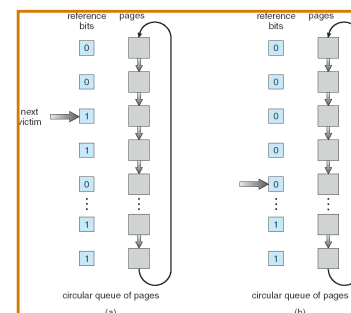 reference pages
bits
0
0
next
victim
1
1
0
1
1
circular queue of pages
(a)
reference pages
bits
0
0
0
0
0
1
1
circular queue of pages
(b)